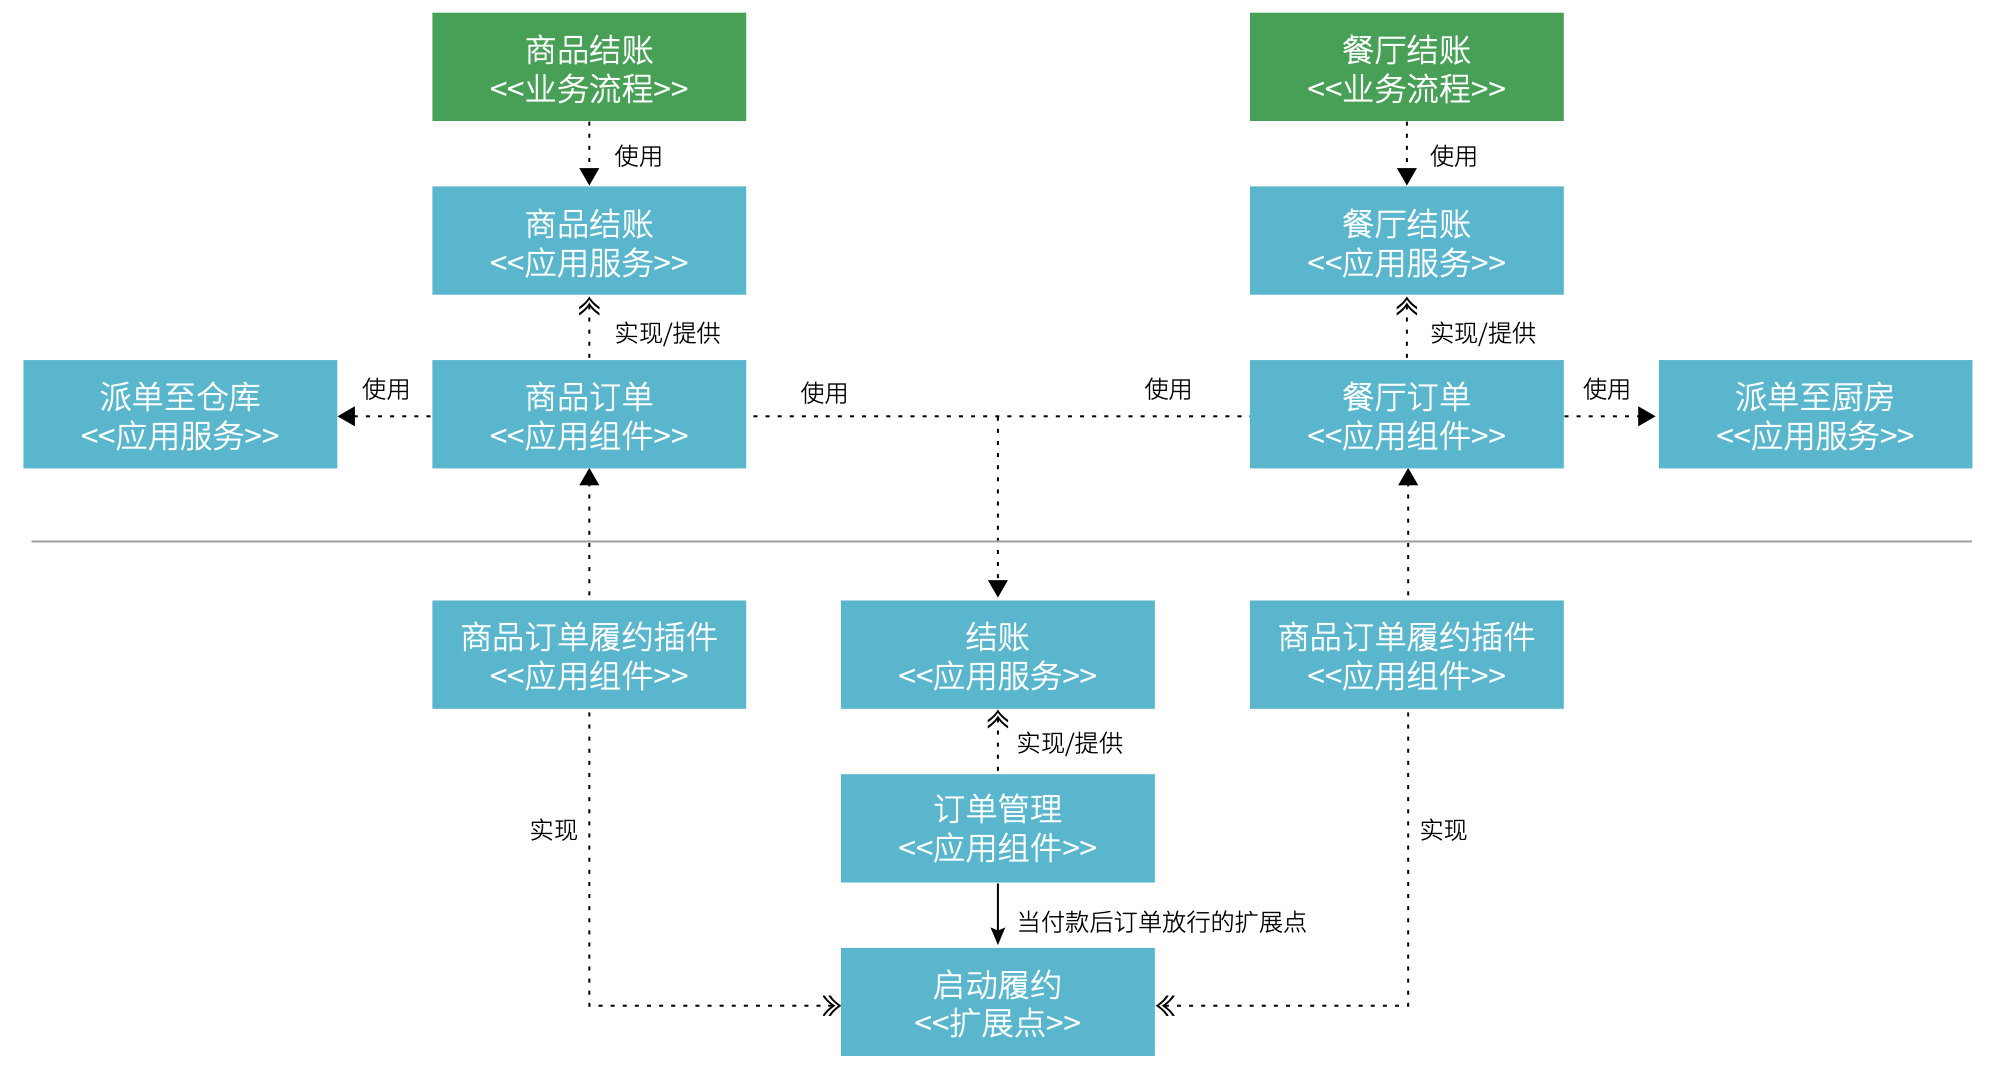 商品结账
<<业务流程>>
餐厅结账
<<业务流程>>
使用
使用
商品结账
<<应用服务>>
餐厅结账
<<应用服务>>
实现/提供
实现/提供
派单至仓库
<<应用服务>>
使用
商品订单
<<应用组件>>
使用
使用
餐厅订单
<<应用组件>>
使用
派单至厨房
<<应用服务>>
商品订单履约插件
<<应用组件>>
结账
<<应用服务>>
商品订单履约插件
<<应用组件>>
实现/提供
实现
订单管理
<<应用组件>>
实现
当付款后订单放行的扩展点
启动履约
<<扩展点>>